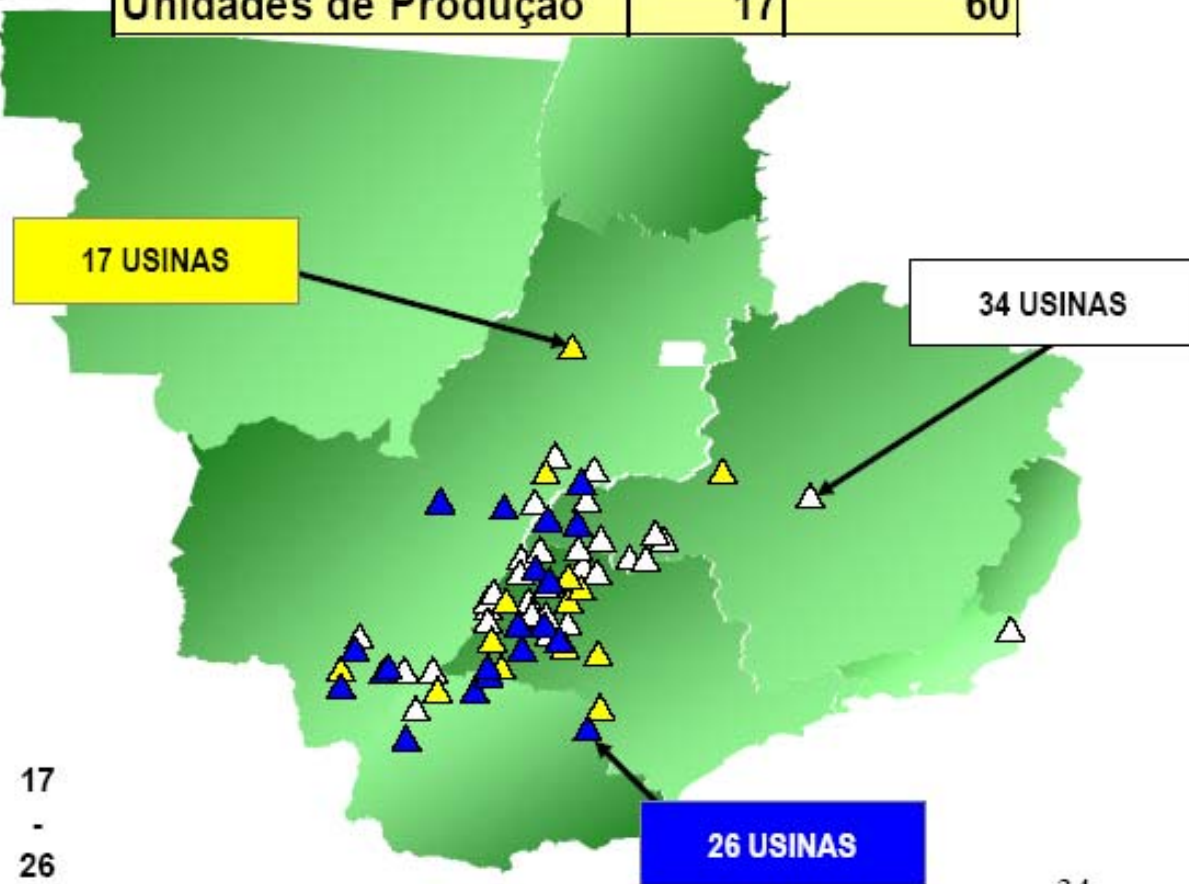 Unidades de Produção 17 60
17 USINAS
34 USINAS
17
-
26
26 USINAS